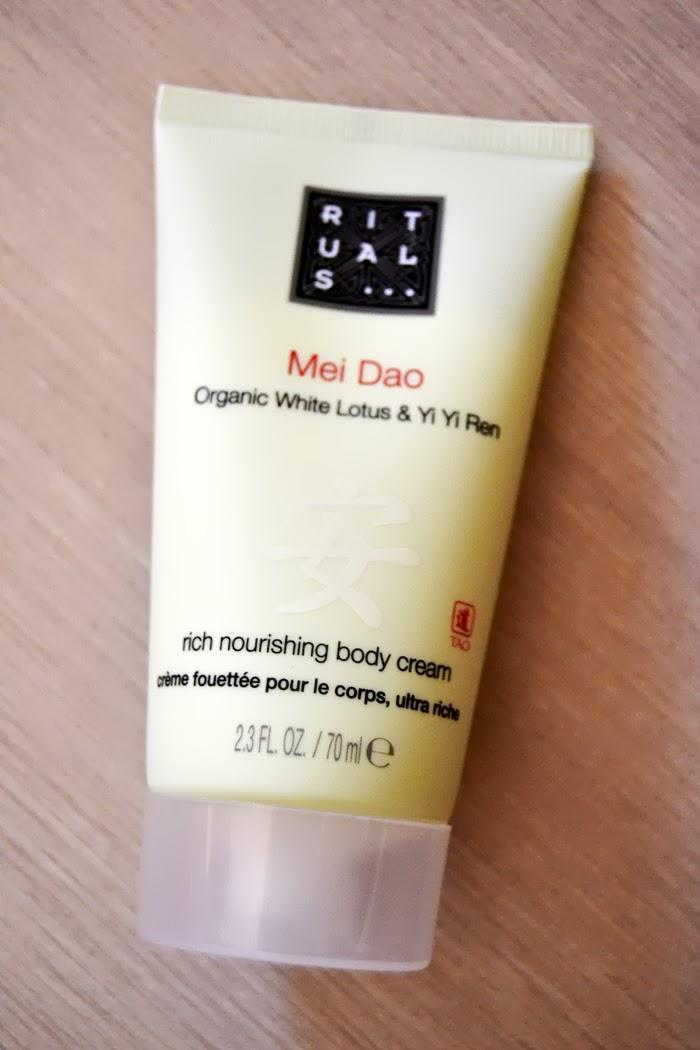 RIT
UAL
S...
Mei Dao
Organic White Lotus & Yi Yi Ren
安
道
TAO
rich nourishing body cream
crème fouettée pour le corps, ultra riche
2.3 FL. OZ. / 70 ml ℮